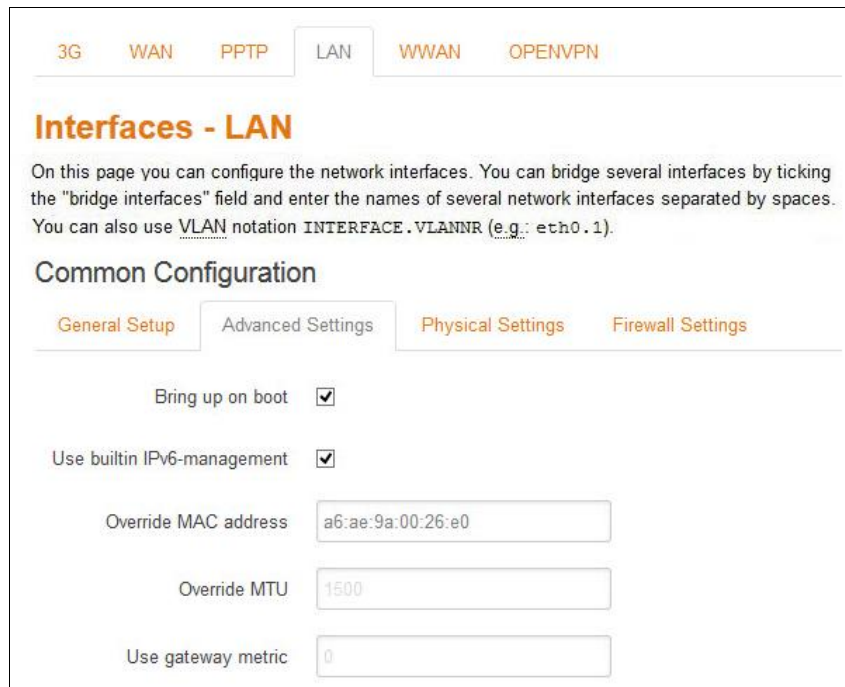 3G WAN PPTP LAN WWAN OPENVPN
Interfaces - LAN
On this page you can configure the network interfaces. You can bridge several interfaces by ticking
the "bridge interfaces" field and enter the names of several network interfaces separated by spaces.
You can also use VLAN notation INTERFACE.VLANNR (e.g.: eth0.1).
Common Configuration
General Setup Advanced Settings Physical Settings Firewall Settings
Bring up on boot
Use builtin IPv6-management
Override MAC address a6:ae:9a:00:26:e0
Override MTU 1500
Use gateway metric 0